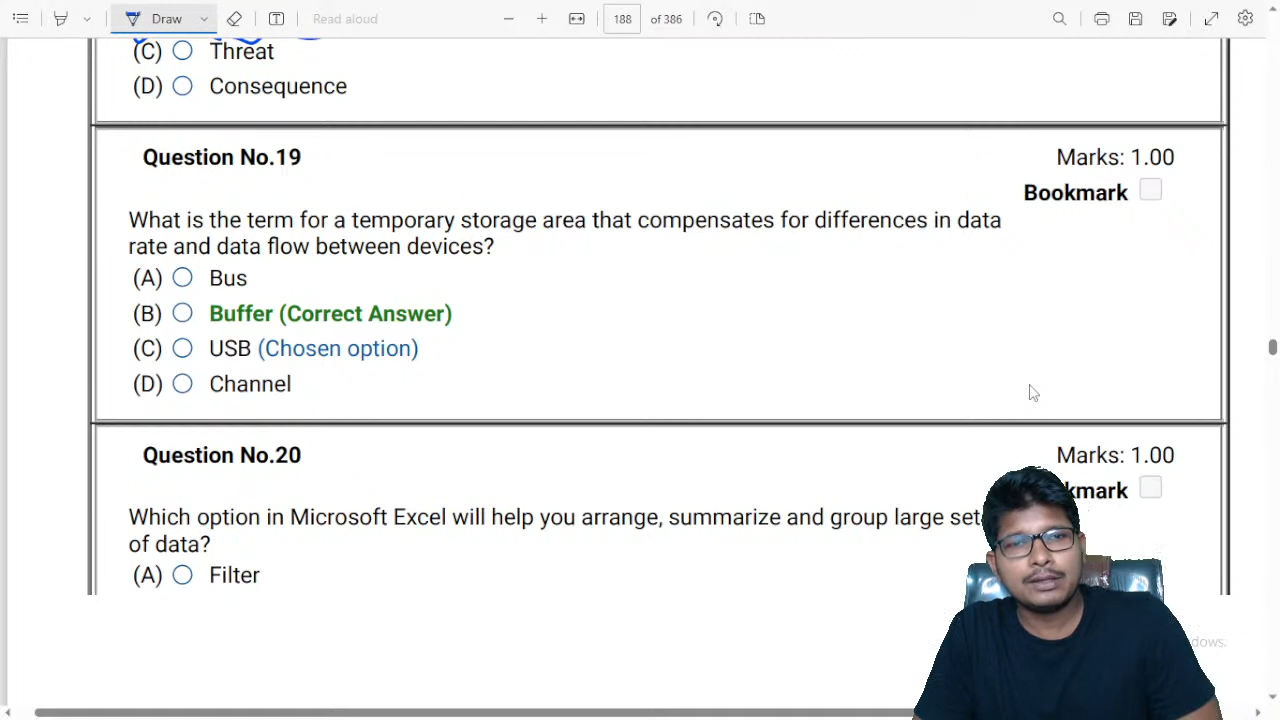 Draw
Read aloud
188 of 386
(C) Threat
(D) Consequence
Question No.19
Marks: 1.00
Bookmark
What is the term for a temporary storage area that compensates for differences in data
rate and data flow between devices?
(A) Bus
(B) Buffer (Correct Answer)
(C) USB (Chosen option)
(D) Channel
Question No.20
Marks: 1.00
kmark
Which option in Microsoft Excel will help you arrange, summarize and group large set
of data?
(A) Filter
dows.